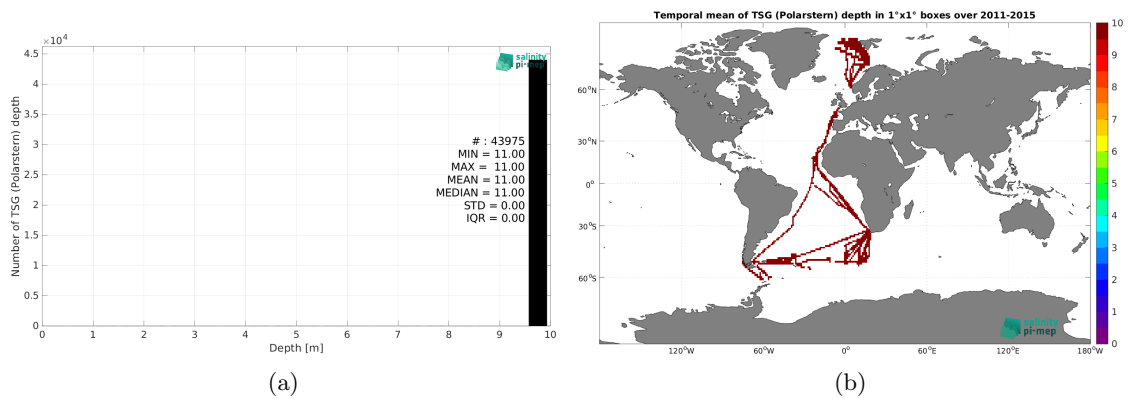 ×10⁴
4.5
4
3.5
3
2.5
2
1.5
1
0.5
0
Number of TSG (Polarstern) depth
salinity
pi-mep
# : 43975
MIN = 11.00
MAX = 11.00
MEAN = 11.00
MEDIAN = 11.00
STD = 0.00
IQR = 0.00
0 1 2 3 4 5 6 7 8 9 10
Depth [m]
(a)
Temporal mean of TSG (Polarstern) depth in 1°x1° boxes over 2011-2015
60°N
30°N
0°
30°S
60°S
120°W 60°W 0° 60°E 120°E 180°W
salinity
pi-mep
10
9
8
7
6
5
4
3
2
1
0
(b)